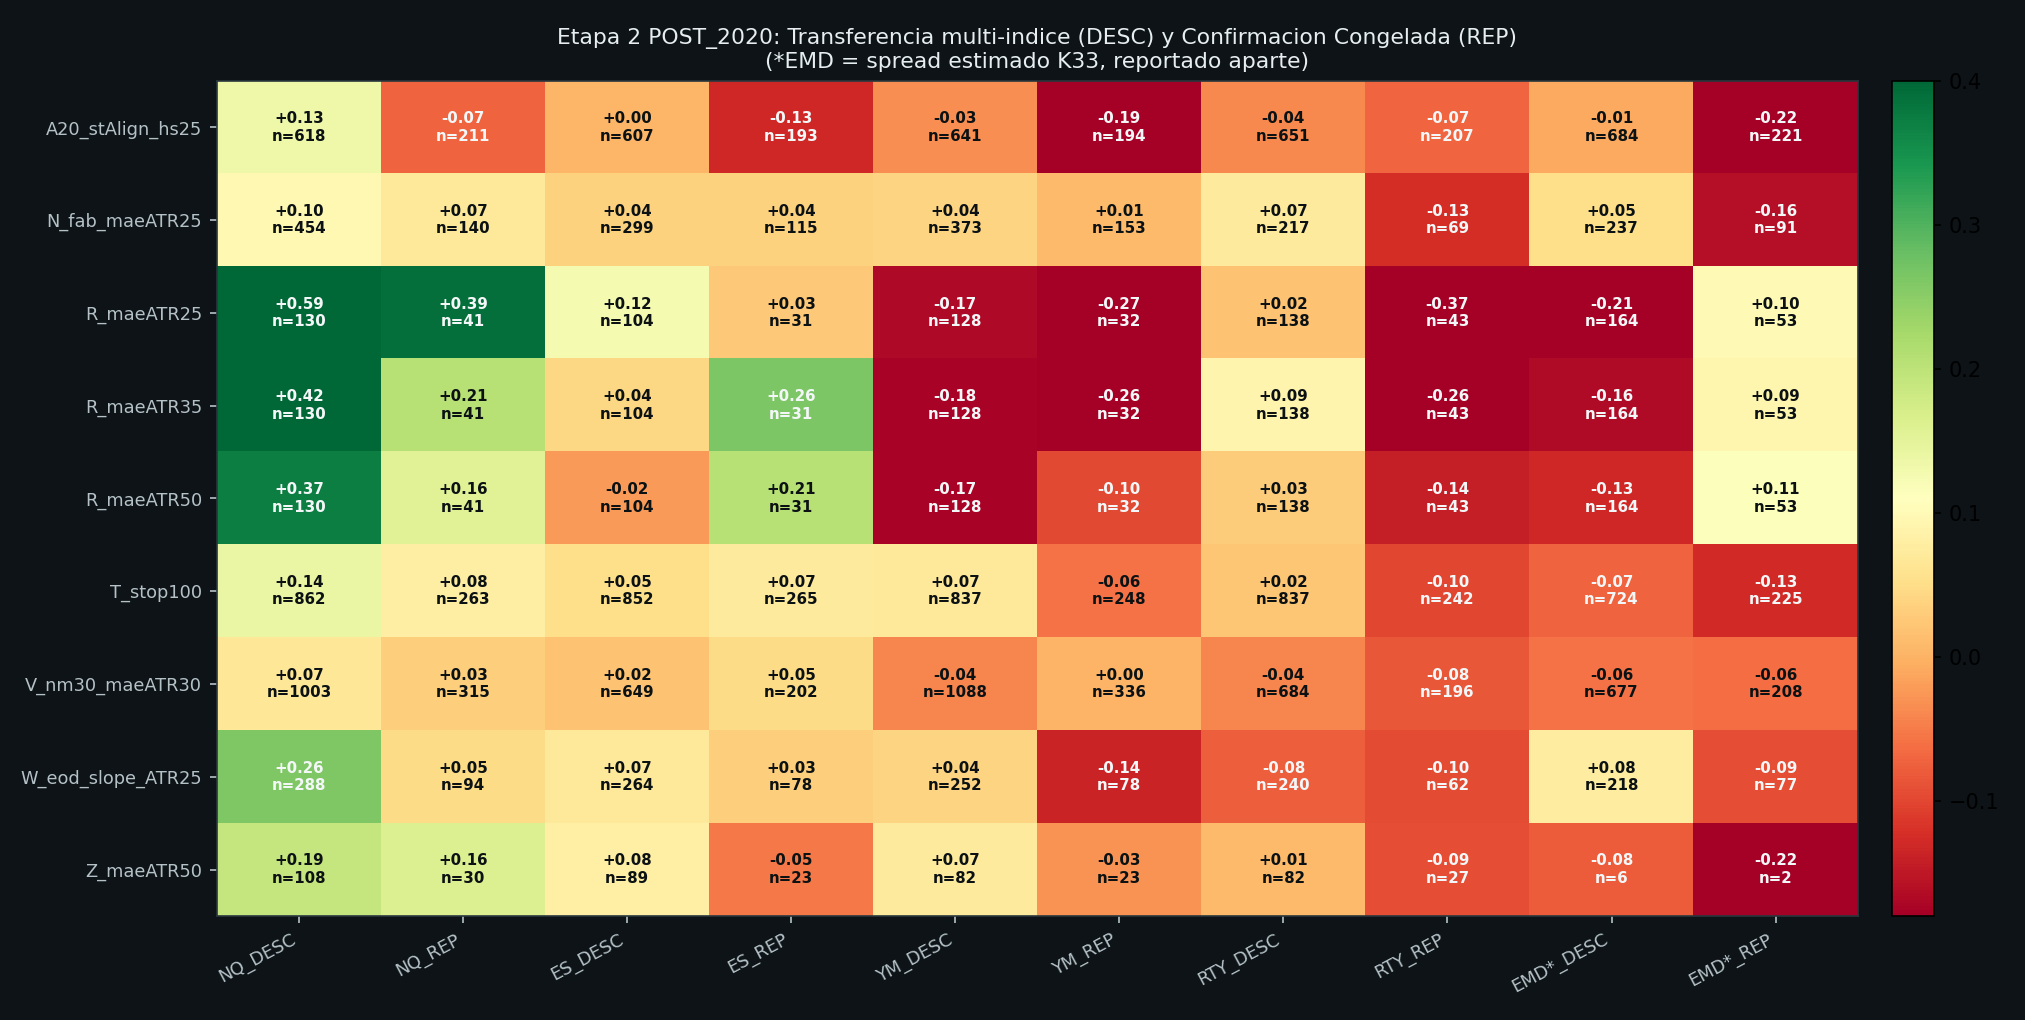 Etapa 2 POST_2020: Transferencia multi-indice (DESC) y Confirmacion Congelada (REP)
(*EMD = spread estimado K33, reportado aparte)
A20_stAlign_hs25
+0.13 -0.07 +0.00 -0.13 -0.03 -0.19 -0.04 -0.07 -0.01 -0.22
n=618 n=211 n=607 n=193 n=641 n=194 n=651 n=207 n=684 n=221
N_fab_maeATR25
+0.10 +0.07 +0.04 +0.04 +0.04 +0.01 +0.07 -0.13 +0.05 -0.16
n=454 n=140 n=299 n=115 n=373 n=153 n=217 n=69 n=237 n=91
R_maeATR25
+0.59 +0.39 +0.12 +0.03 -0.17 -0.27 +0.02 -0.37 -0.21 +0.10
n=130 n=41 n=104 n=31 n=128 n=32 n=138 n=43 n=164 n=53
R_maeATR35
+0.42 +0.21 +0.04 +0.26 -0.18 -0.26 +0.09 -0.26 -0.16 +0.09
n=130 n=41 n=104 n=31 n=128 n=32 n=138 n=43 n=164 n=53
R_maeATR50
+0.37 +0.16 -0.02 +0.21 -0.17 -0.10 +0.03 -0.14 -0.13 +0.11
n=130 n=41 n=104 n=31 n=128 n=32 n=138 n=43 n=164 n=53
T_stop100
+0.14 +0.08 +0.05 +0.07 +0.07 -0.06 +0.02 -0.10 -0.07 -0.13
n=862 n=263 n=852 n=265 n=837 n=248 n=837 n=242 n=724 n=225
V_nm30_maeATR30
+0.07 +0.03 +0.02 +0.05 -0.04 +0.00 -0.04 -0.08 -0.06 -0.06
n=1003 n=315 n=649 n=202 n=1088 n=336 n=684 n=196 n=677 n=208
W_eod_slope_ATR25
+0.26 +0.05 +0.07 +0.03 +0.04 -0.14 -0.08 -0.10 +0.08 -0.09
n=288 n=94 n=264 n=78 n=252 n=78 n=240 n=62 n=218 n=77
Z_maeATR50
+0.19 +0.16 +0.08 -0.05 +0.07 -0.03 +0.01 -0.09 -0.08 -0.22
n=108 n=30 n=89 n=23 n=82 n=23 n=82 n=27 n=6 n=2
NQ_DESC NQ_REP ES_DESC ES_REP YM_DESC YM_REP RTY_DESC RTY_REP EMD*_DESC EMD*_REP
0.4
0.3
0.2
0.1
0.0
−0.1